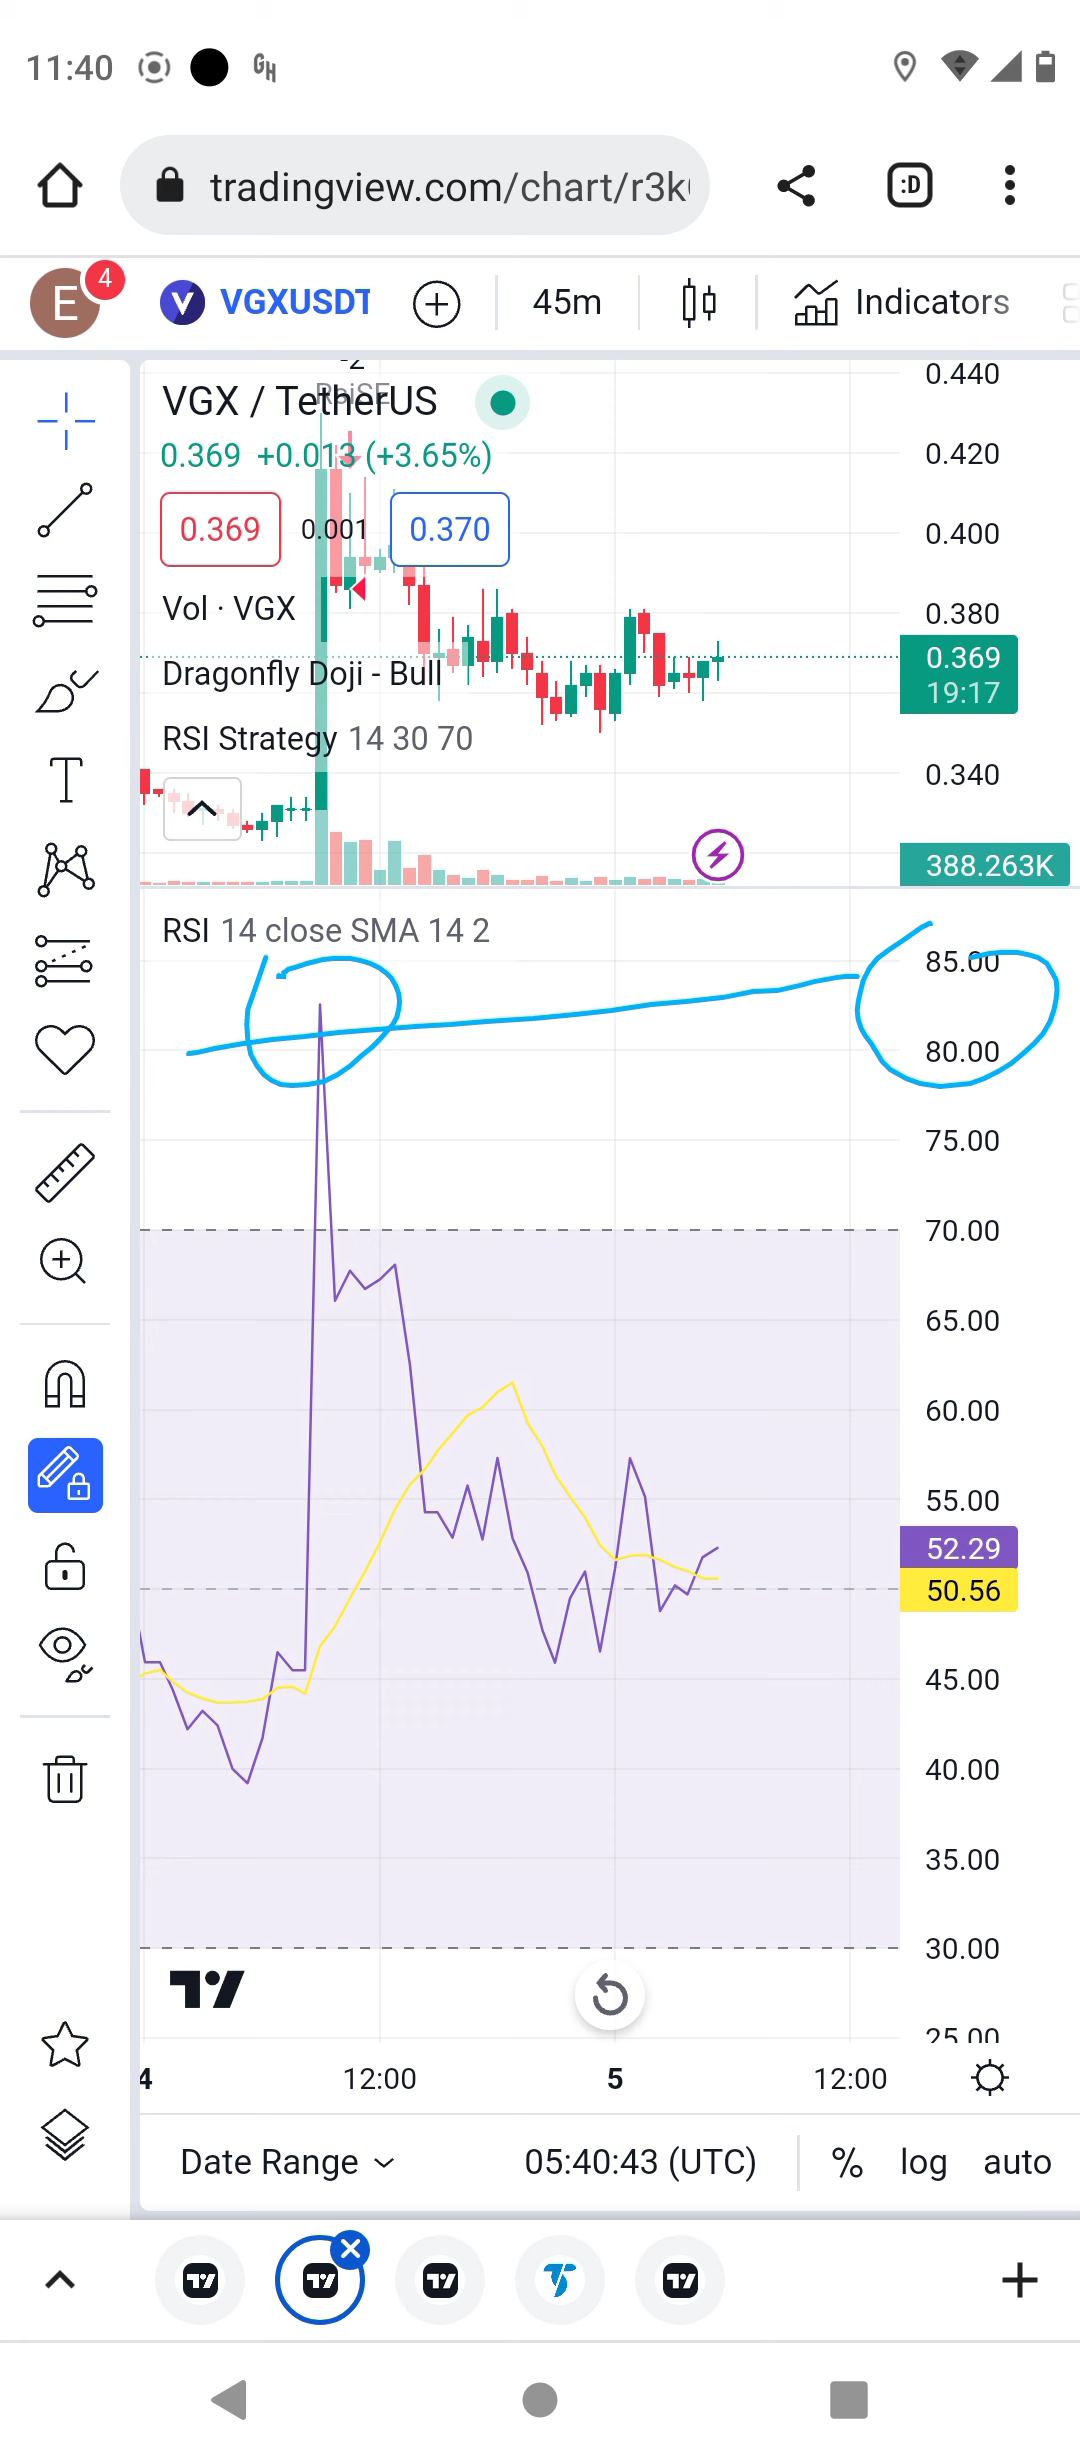 11:40
tradingview.com/chart/r3k
E
4
VGXUSDT
45m
Indicators
-2
RsiSE
VGX / TetherUS
0.369 +0.013 (+3.65%)
0.369
0.001
0.370
Vol · VGX
Dragonfly Doji - Bull
RSI Strategy 14 30 70
0.440
0.420
0.400
0.380
0.369
19:17
0.340
388.263K
RSI 14 close SMA 14 2
85.00
80.00
75.00
70.00
65.00
60.00
55.00
52.29
50.56
45.00
40.00
35.00
30.00
25.00
4
12:00
5
12:00
Date Range
05:40:43 (UTC)
%
log
auto